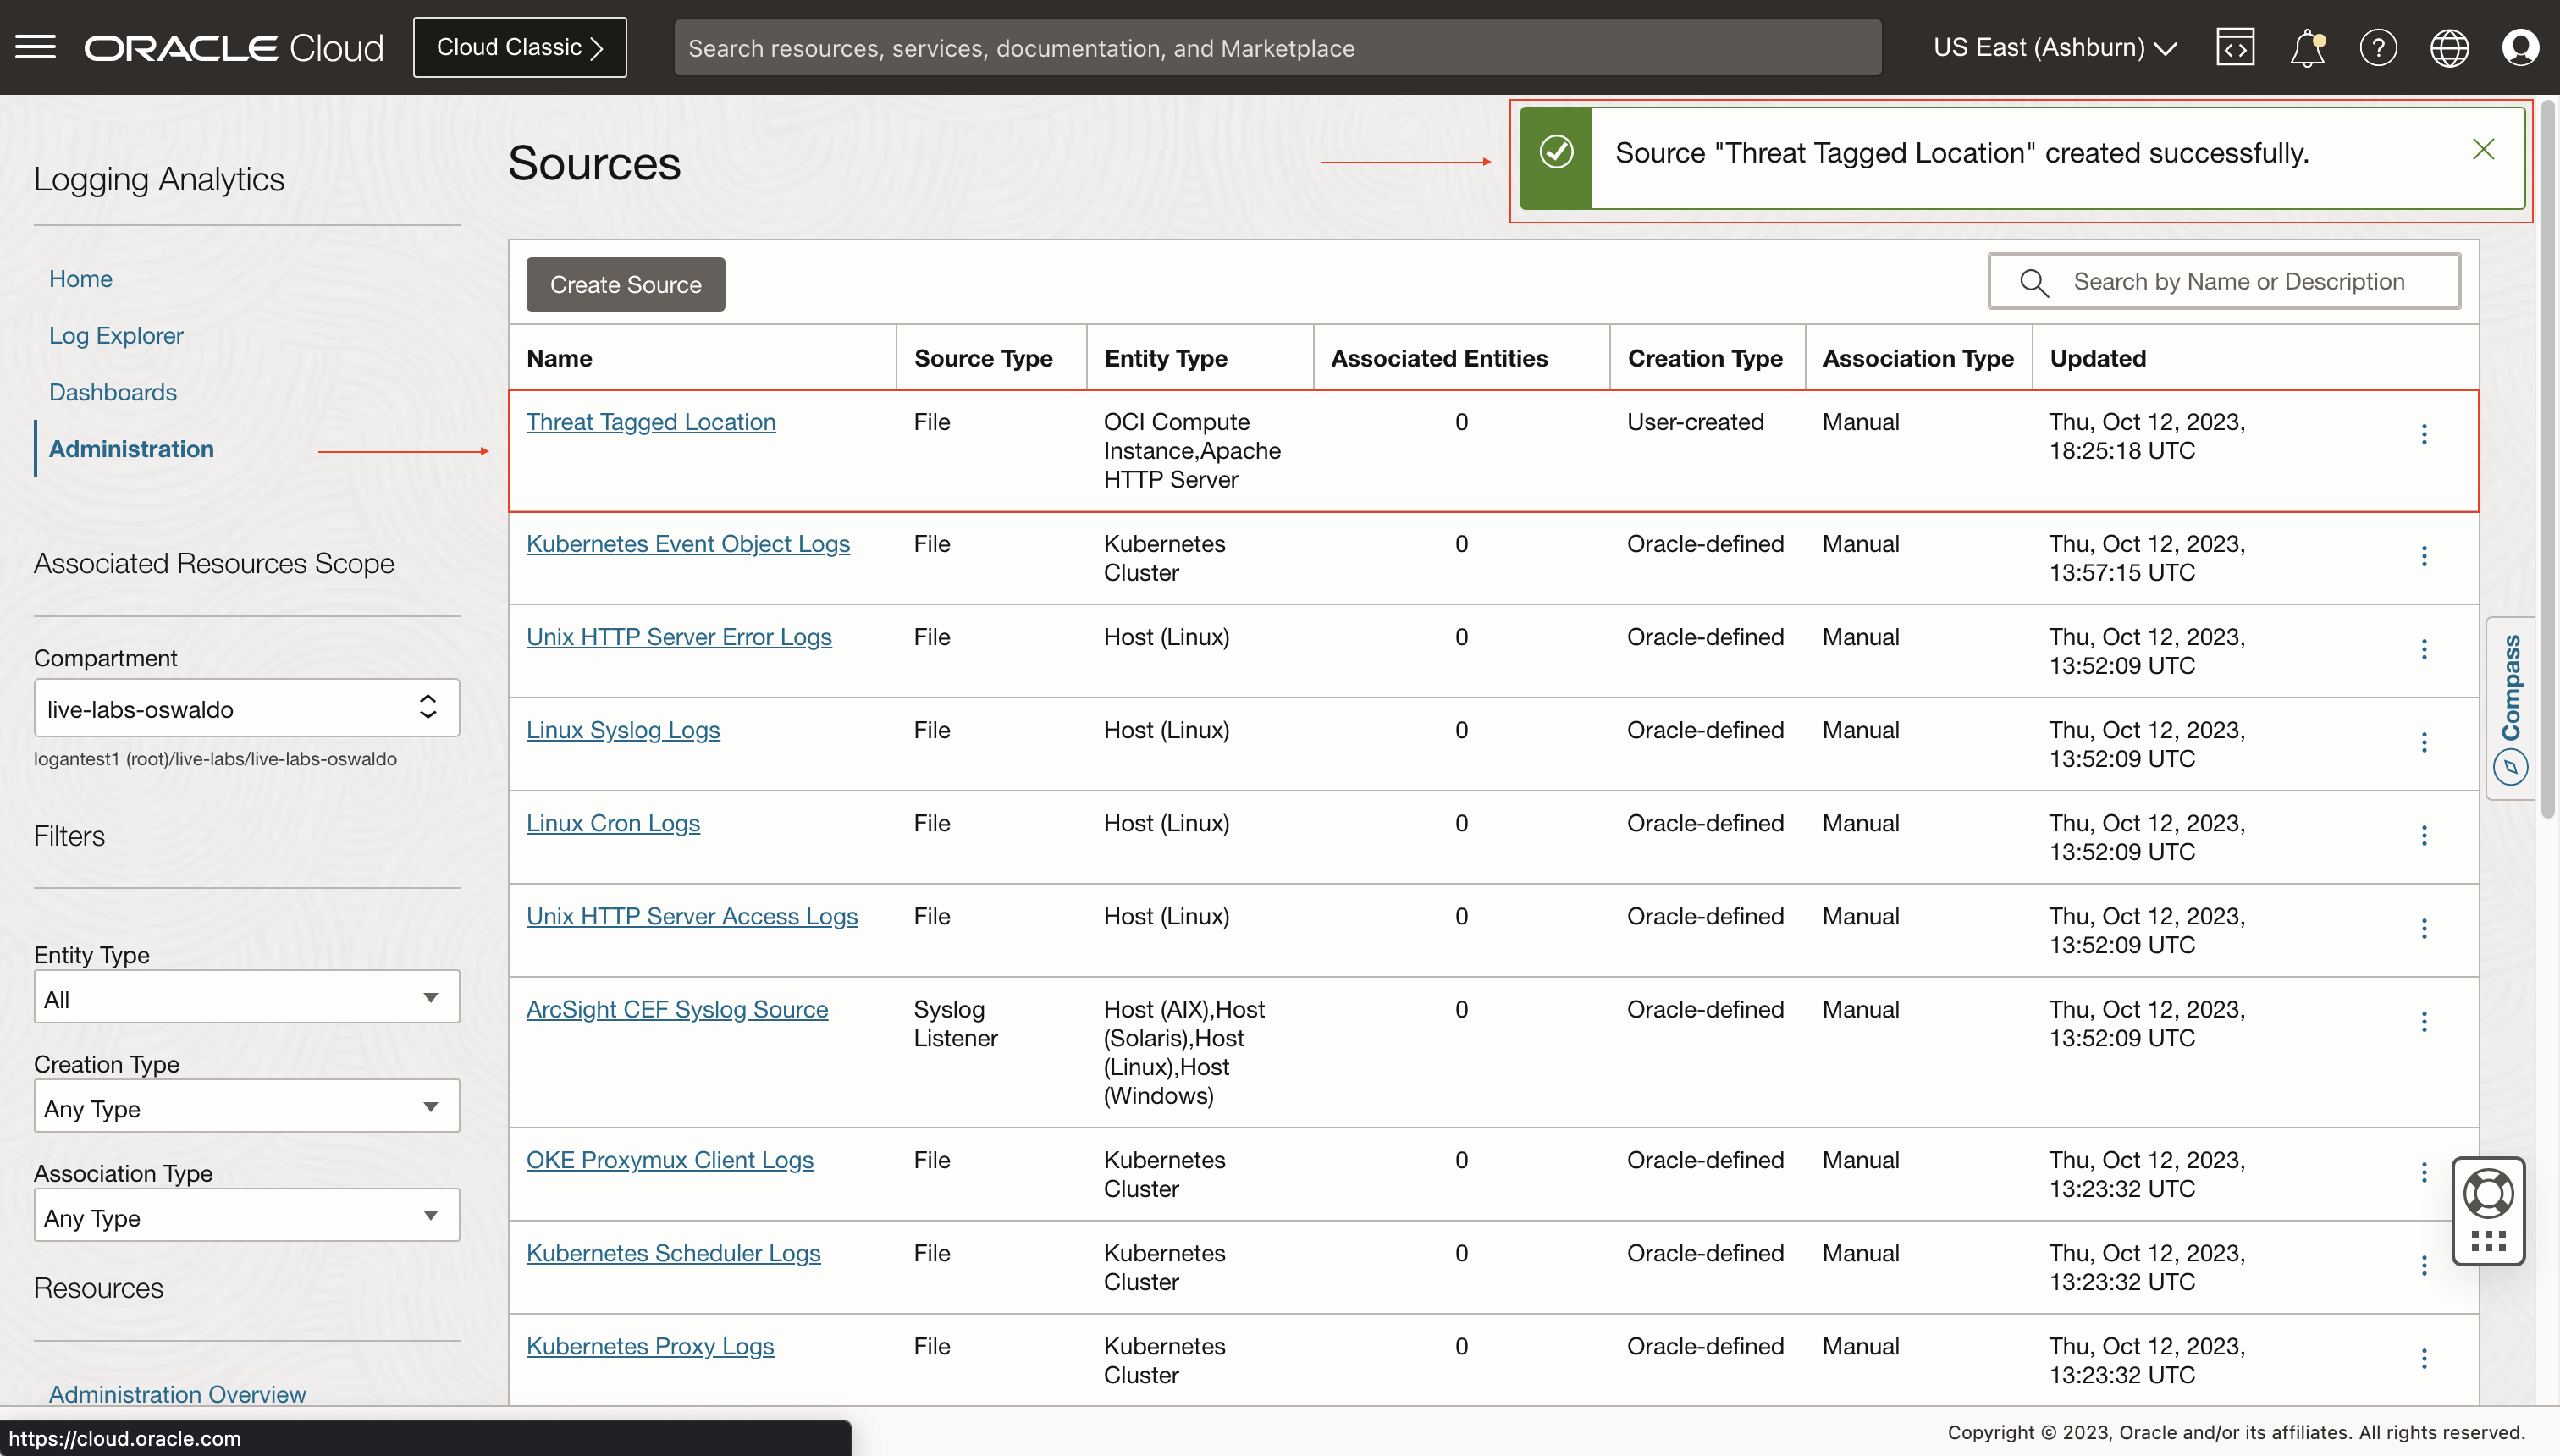 ORACLE Cloud
Cloud Classic
Search resources, services, documentation, and Marketplace
US East (Ashburn)
Logging Analytics
Home
Log Explorer
Dashboards
Administration
Associated Resources Scope
Compartment
live-labs-oswaldo
logantest1 (root)/live-labs/live-labs-oswaldo
Filters
Entity Type
All
Creation Type
Any Type
Association Type
Any Type
Resources
Administration Overview
https://cloud.oracle.com
Sources
Source "Threat Tagged Location" created successfully.
Create Source
Search by Name or Description
Name Source Type Entity Type Associated Entities Creation Type Association Type Updated
Threat Tagged Location File OCI Compute 0 User-created Manual Thu, Oct 12, 2023,
Instance,Apache 18:25:18 UTC
HTTP Server
Kubernetes Event Object Logs File Kubernetes 0 Oracle-defined Manual Thu, Oct 12, 2023,
Cluster 13:57:15 UTC
Unix HTTP Server Error Logs File Host (Linux) 0 Oracle-defined Manual Thu, Oct 12, 2023,
13:52:09 UTC
Linux Syslog Logs File Host (Linux) 0 Oracle-defined Manual Thu, Oct 12, 2023,
13:52:09 UTC
Linux Cron Logs File Host (Linux) 0 Oracle-defined Manual Thu, Oct 12, 2023,
13:52:09 UTC
Unix HTTP Server Access Logs File Host (Linux) 0 Oracle-defined Manual Thu, Oct 12, 2023,
13:52:09 UTC
ArcSight CEF Syslog Source Syslog Host (AIX),Host 0 Oracle-defined Manual Thu, Oct 12, 2023,
Listener (Solaris),Host 13:52:09 UTC
(Linux),Host
(Windows)
OKE Proxymux Client Logs File Kubernetes 0 Oracle-defined Manual Thu, Oct 12, 2023,
Cluster 13:23:32 UTC
Kubernetes Scheduler Logs File Kubernetes 0 Oracle-defined Manual Thu, Oct 12, 2023,
Cluster 13:23:32 UTC
Kubernetes Proxy Logs File Kubernetes 0 Oracle-defined Manual Thu, Oct 12, 2023,
Cluster 13:23:32 UTC
Compass
Copyright © 2023, Oracle and/or its affiliates. All rights reserved.